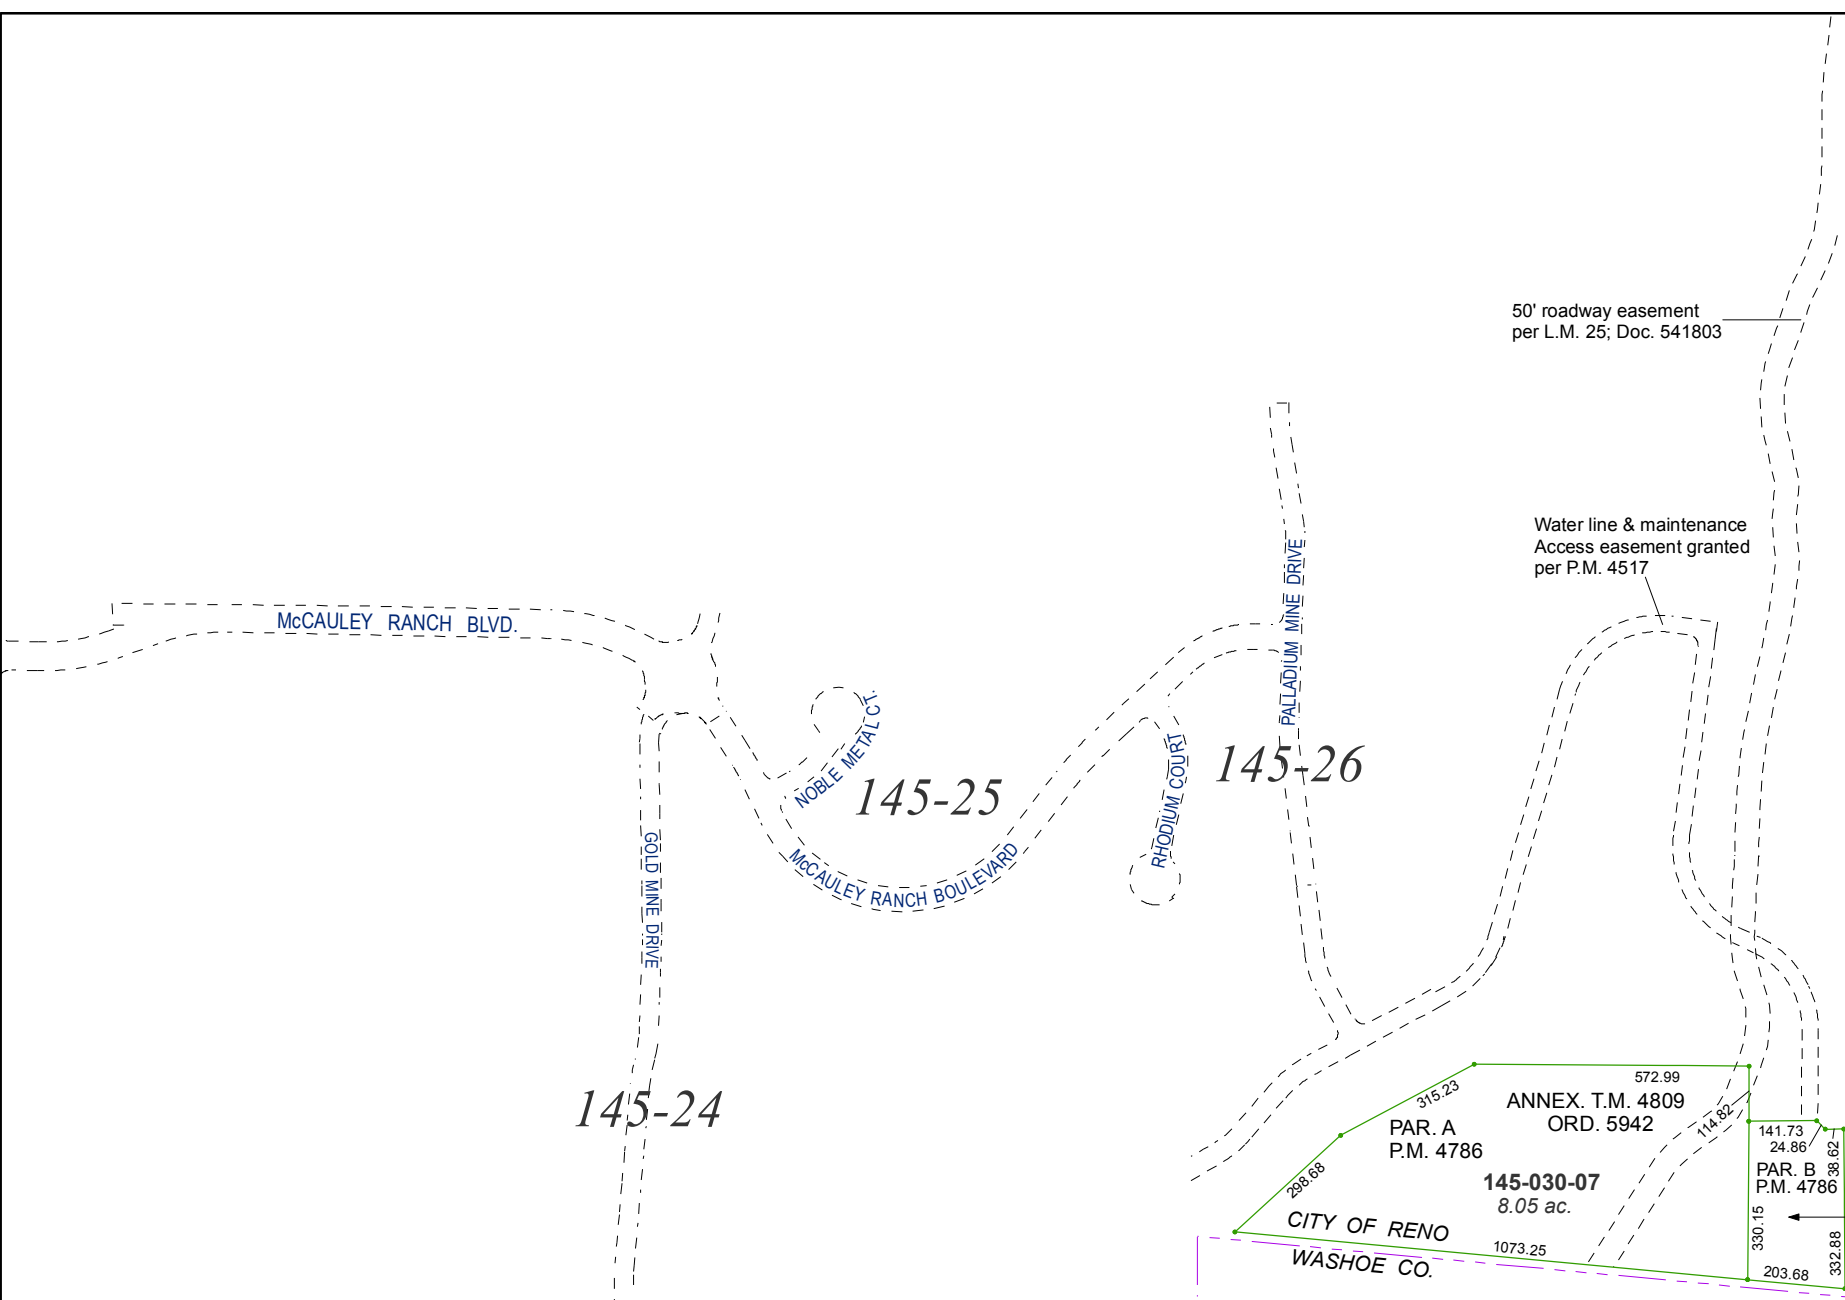 50' roadway easement
per L.M. 25; Doc. 541803
Water line & maintenance
Access easement granted
per P.M. 4517
McCAULEY RANCH BLVD.
PALLADIUM MINE DRIVE
NOBLE METAL CT.
145-25
145-26
RHODIUM COURT
GOLD MINE DRIVE
McCAULEY RANCH BOULEVARD
145-24
572.99
315.23
ANNEX. T.M. 4809
ORD. 5942
114.82
PAR. A
P.M. 4786
141.73
24.86
38.62
298.68
145-030-07
8.05 ac.
PAR. B
P.M. 4786
CITY OF RENO
330.15
332.88
1073.25
WASHOE CO.
203.68